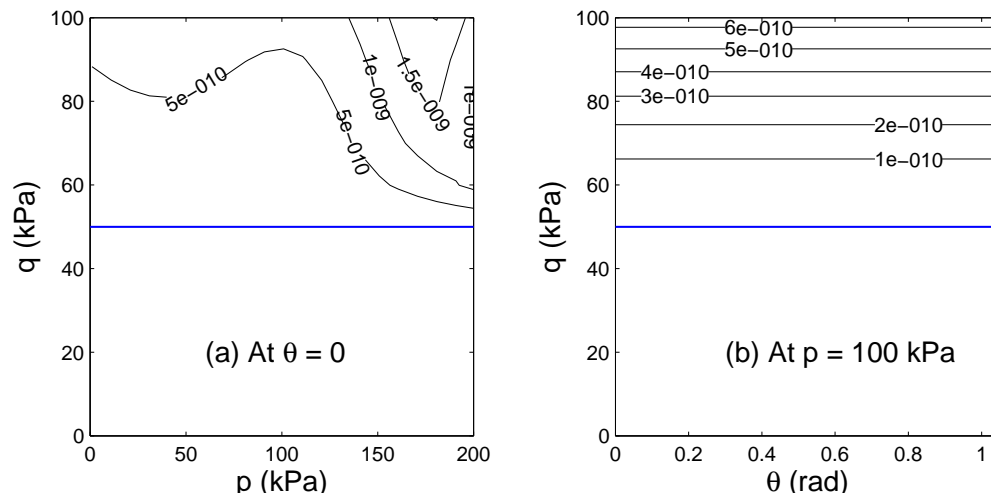 100
80
60
40
20
0
q (kPa)
5e−010
5e−010
1e−009
1.5e−009
1e−009
(a) At θ = 0
0
50
100
150
200
p (kPa)
100
80
60
40
20
0
q (kPa)
6e−010
5e−010
4e−010
3e−010
2e−010
1e−010
(b) At p = 100 kPa
0
0.2
0.4
0.6
0.8
1
θ (rad)